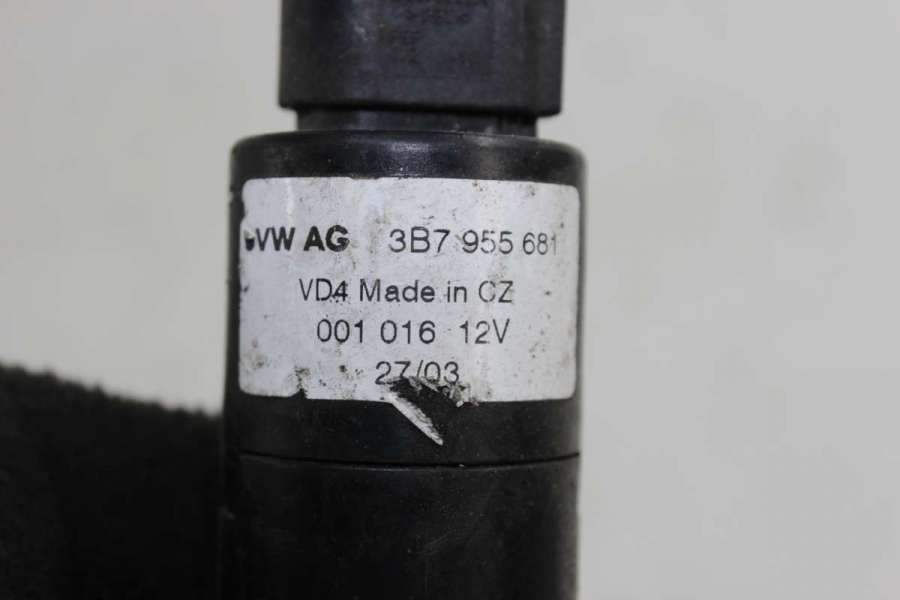 VW AG 3B7 955 681
VD4 Made in CZ
001 016 12V
27/03